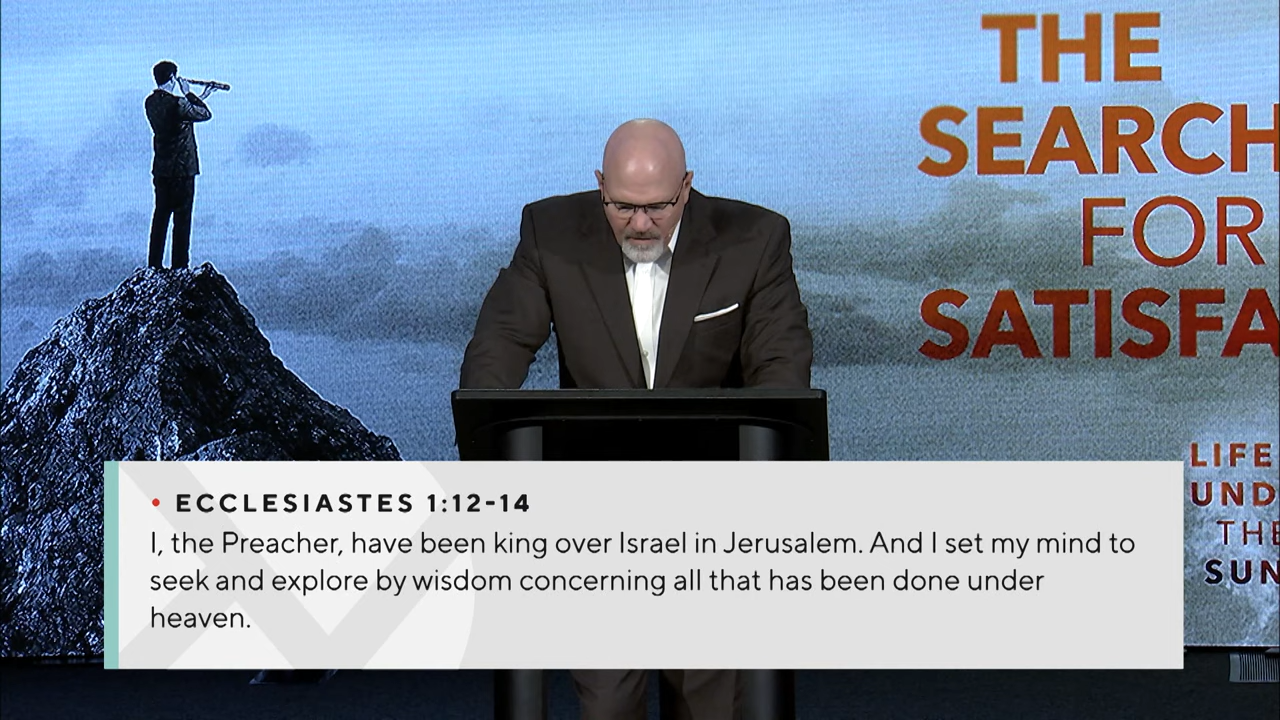 THE
SEARCH
FOR
SATISFA
LIFE
UND
THE
SUN
• ECCLESIASTES 1:12-14
I, the Preacher, have been king over Israel in Jerusalem. And I set my mind to
seek and explore by wisdom concerning all that has been done under
heaven.